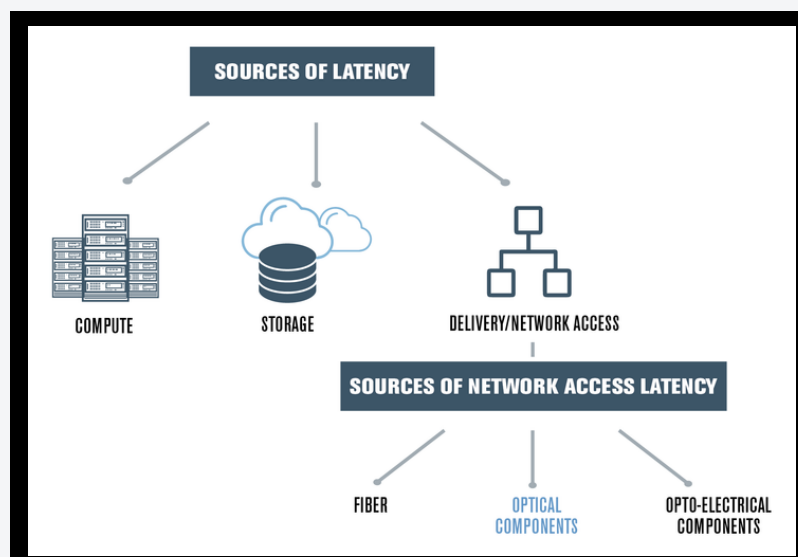 SOURCES OF LATENCY
COMPUTE
STORAGE
DELIVERY/NETWORK ACCESS
SOURCES OF NETWORK ACCESS LATENCY
FIBER
OPTICAL
COMPONENTS
OPTO-ELECTRICAL
COMPONENTS